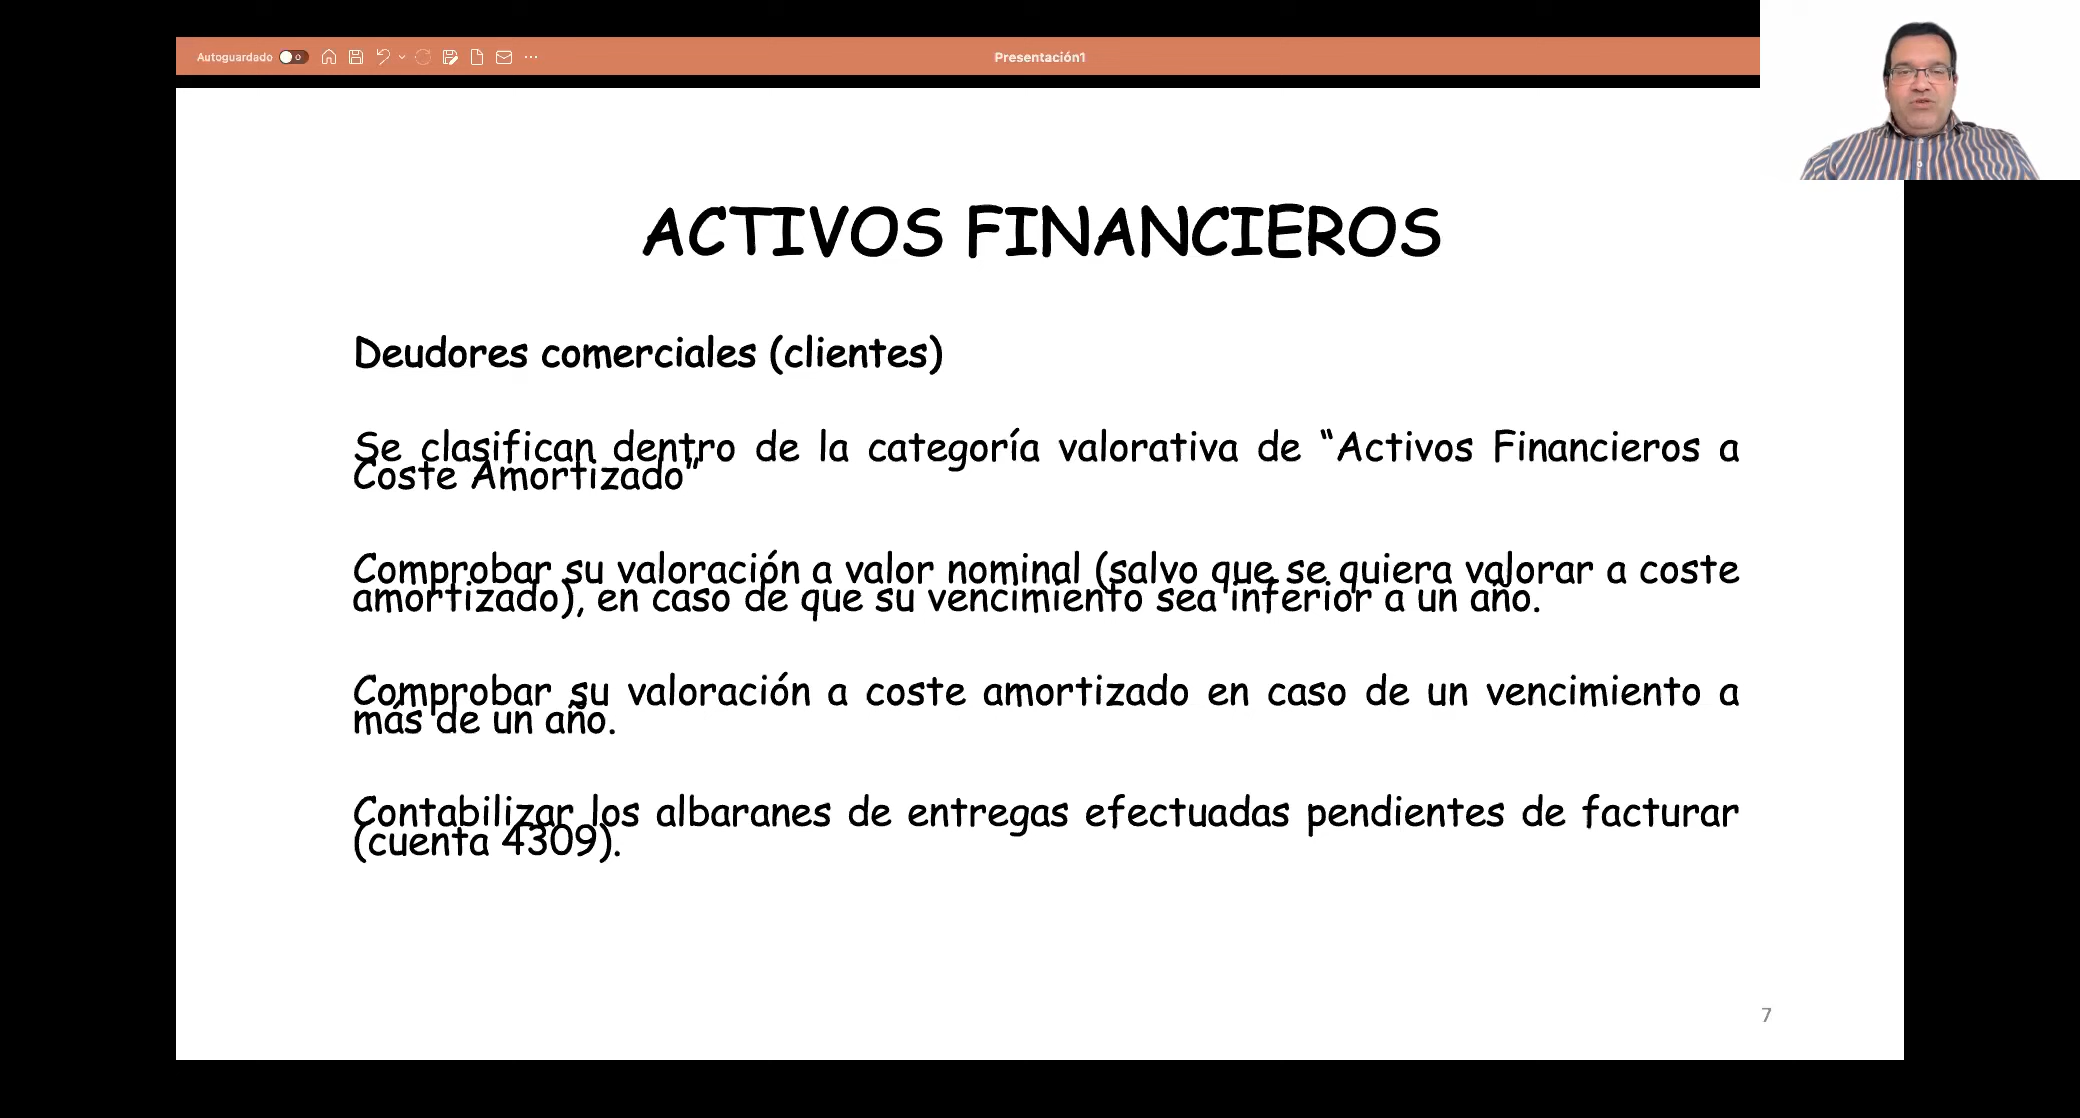 Autoguardado
Presentación1
ACTIVOS FINANCIEROS
Deudores comerciales (clientes)
Se clasifican dentro de la categoría valorativa de “Activos Financieros a
Coste Amortizado”
Comprobar su valoración a valor nominal (salvo que se quiera valorar a coste
amortizado), en caso de que su vencimiento sea inferior a un año.
Comprobar su valoración a coste amortizado en caso de un vencimiento a
más de un año.
Contabilizar los albaranes de entregas efectuadas pendientes de facturar
(cuenta 4309).
7